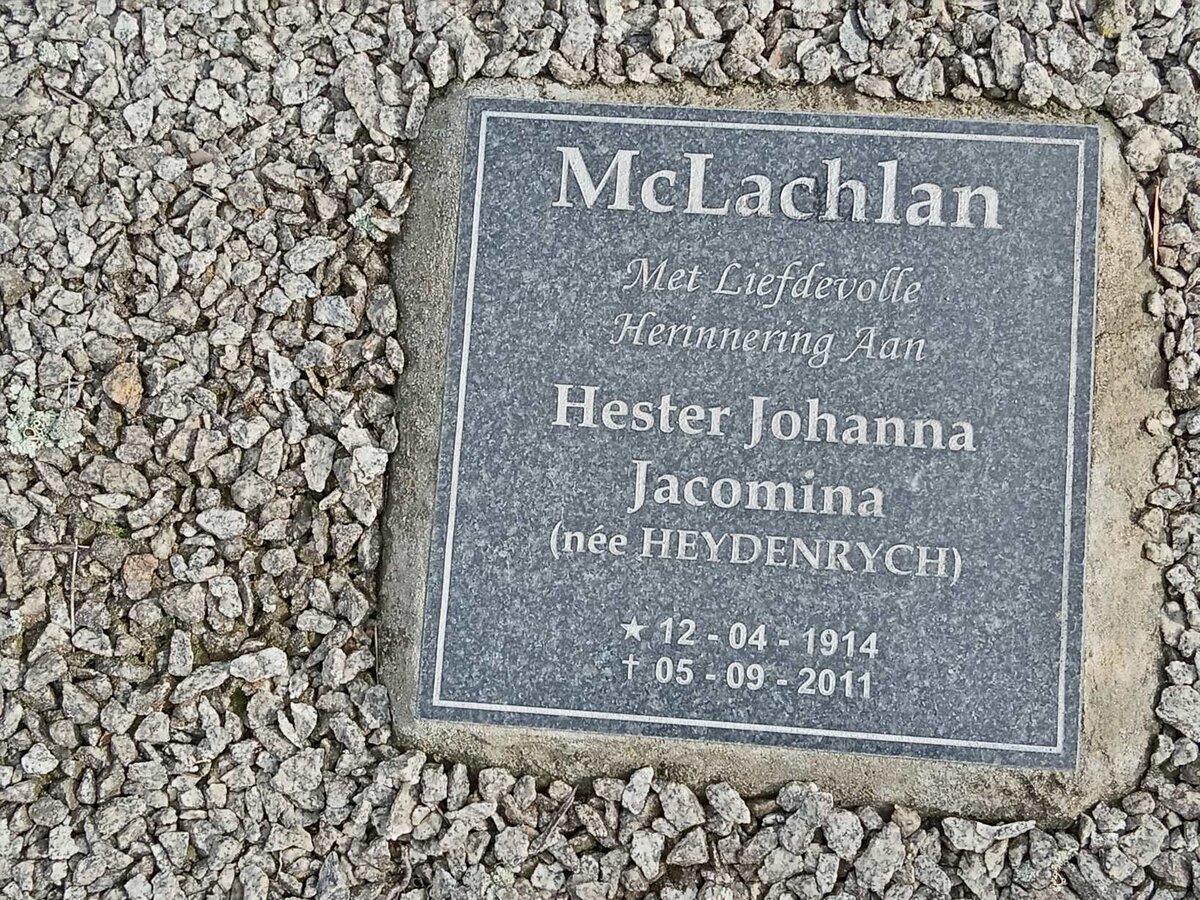 McLachlan
Met Liefdevolle
Herinnering Aan
Hester Johanna
Jacomina
(née HEYDENRYCH)
★ 12 - 04 - 1914
† 05 - 09 - 2011